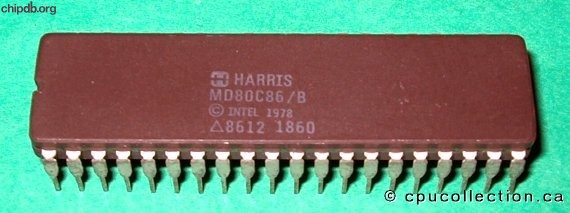 chipdb.org
HARRIS
MD80C86/B
© INTEL 1978
△8612 1860
© cpucollection.ca